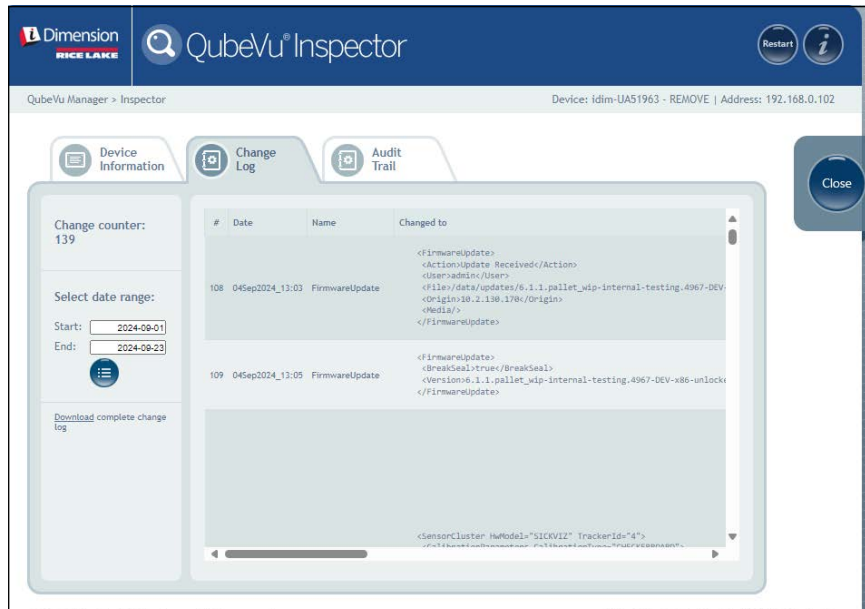 iDimension
RICE LAKE
QubeVu® Inspector
Restart
i
QubeVu Manager > Inspector
Device: idim-UA51963 - REMOVE | Address: 192.168.0.102
Device Information
Change Log
Audit Trail
Close
Change counter:
139
Select date range:
Start: 2024-09-01
End: 2024-09-23
Download complete change
log
# Date Name Changed to
<FirmwareUpdate>
<Action>Update Received</Action>
<User>admin</User>
108 04Sep2024_13:03 FirmwareUpdate <File>/data/updates/6.1.1.pallet_wip-internal-testing.4967-DEV-
<Origin>10.2.130.170</Origin>
<Media/>
</FirmwareUpdate>
<FirmwareUpdate>
<BreakSeal>true</BreakSeal>
109 04Sep2024_13:05 FirmwareUpdate <Version>6.1.1.pallet_wip-internal-testing.4967-DEV-x86-unlocke
</FirmwareUpdate>
<SensorCluster HwModel="SICKVIZ" TrackerId="4">
<CalibrationParameters CalibrationType="CHECKERBOARD">